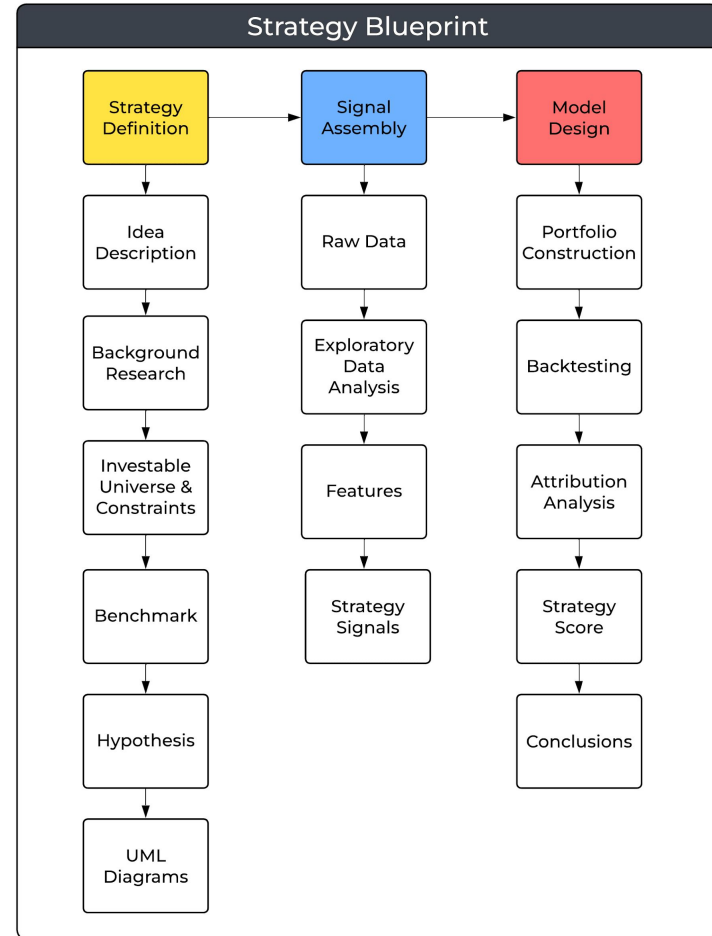 Strategy Blueprint
Strategy
Definition
Signal
Assembly
Model
Design
Idea
Description
Background
Research
Investable
Universe &
Constraints
Benchmark
Hypothesis
UML
Diagrams
Raw Data
Exploratory
Data
Analysis
Features
Strategy
Signals
Portfolio
Construction
Backtesting
Attribution
Analysis
Strategy
Score
Conclusions